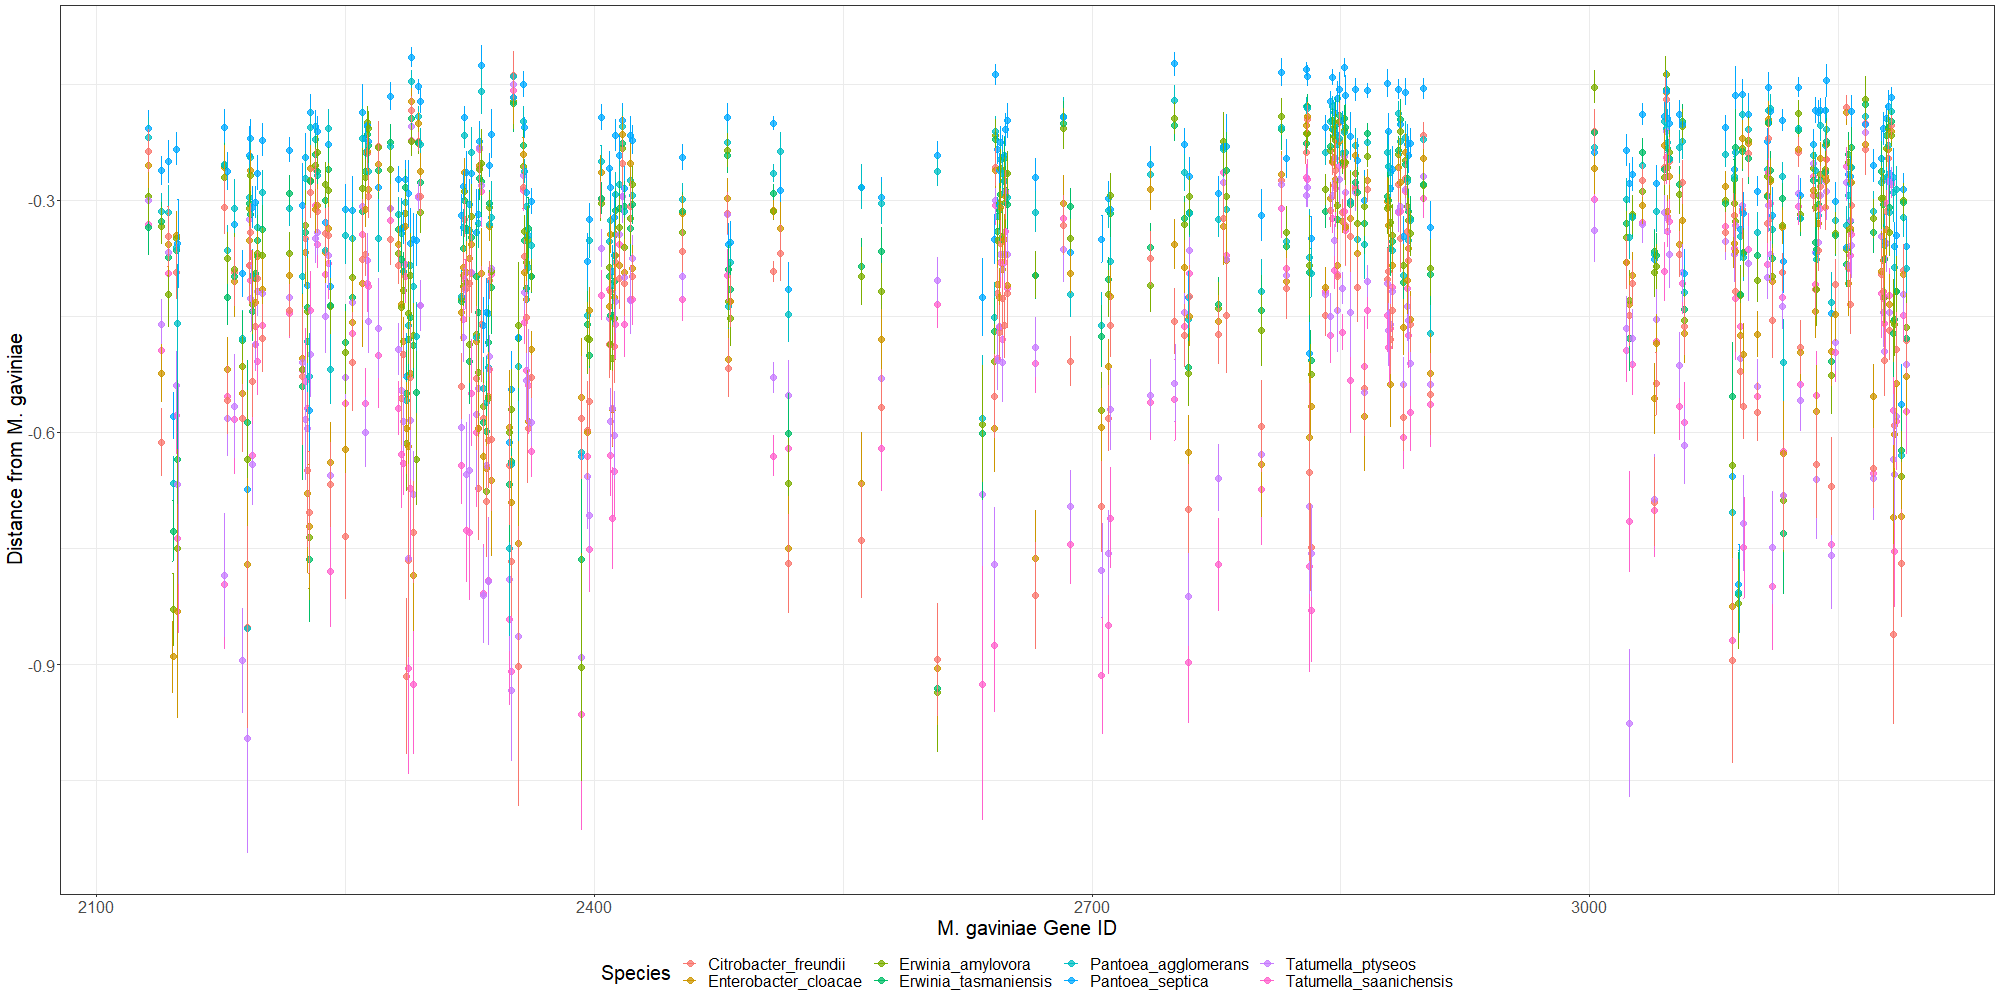 Distance from M. gaviniae
-0.3
-0.6
-0.9
2100 2400 2700 3000
M. gaviniae Gene ID
Species
Citrobacter_freundii Erwinia_amylovora Pantoea_agglomerans Tatumella_ptyseos
Enterobacter_cloacae Erwinia_tasmaniensis Pantoea_septica Tatumella_saanichensis